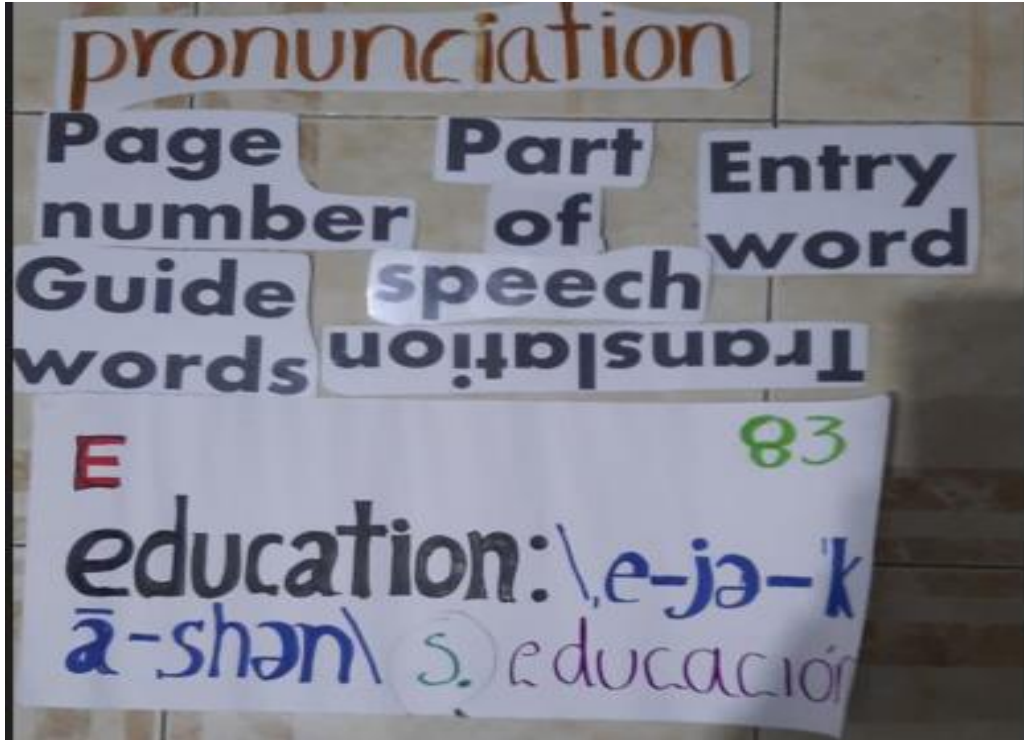 pronunciation
Page
number
Part
of
speech
Entry
word
Guide
words
Translation
E
83
education: \ˌe-jə-ˈk
ā-shən\ s. educación